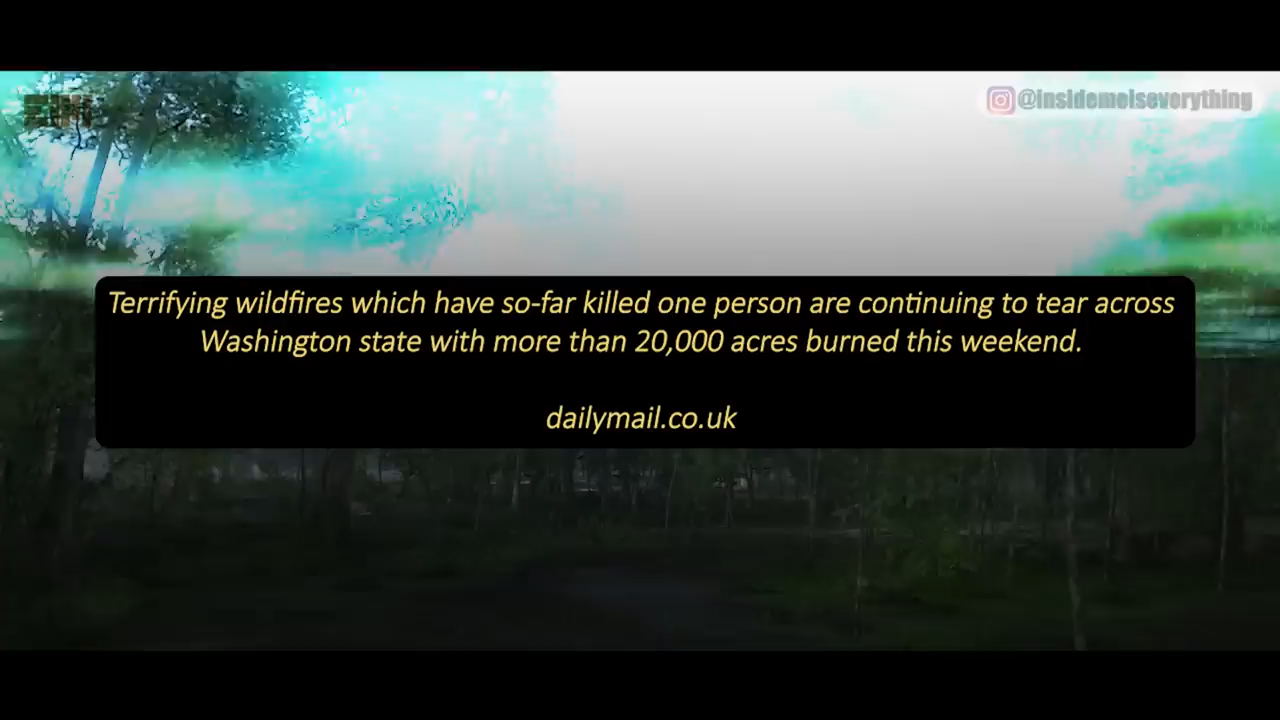 @insidemeiseverything
Terrifying wildfires which have so-far killed one person are continuing to tear across
Washington state with more than 20,000 acres burned this weekend.
dailymail.co.uk